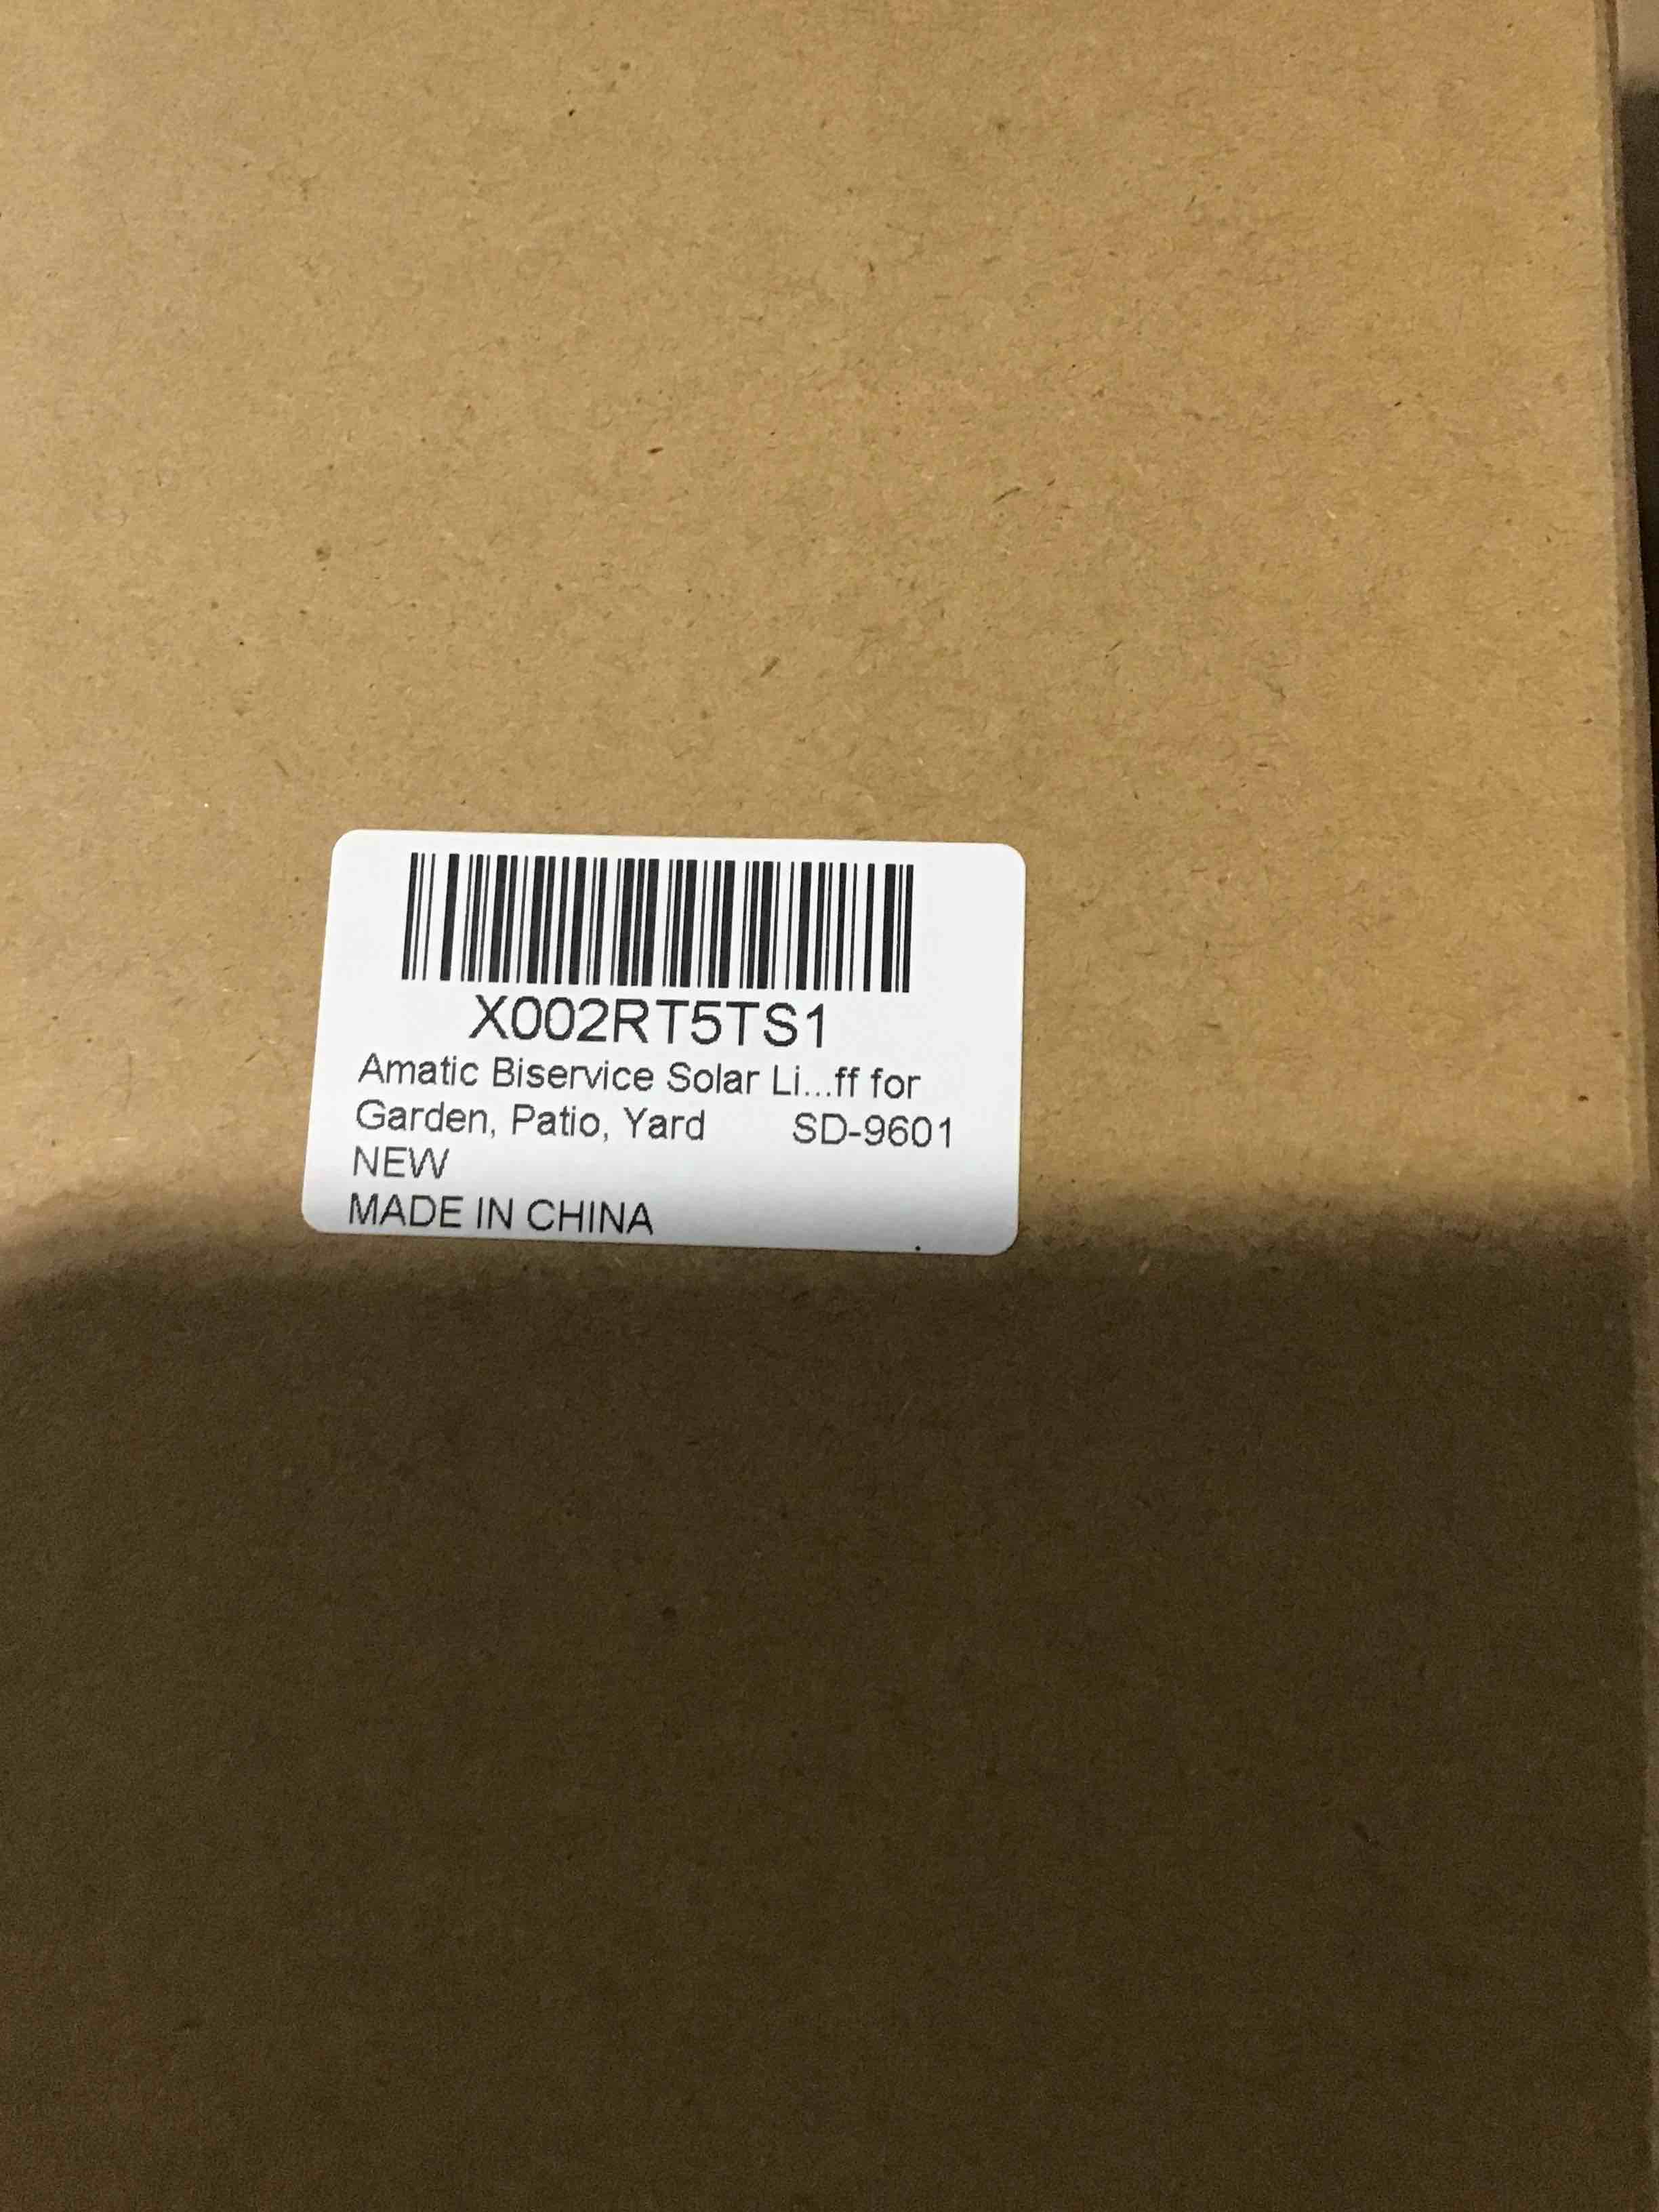 X002RT5TS1
Amatic Biservice Solar Li...ff for
Garden, Patio, Yard SD-9601
NEW
MADE IN CHINA